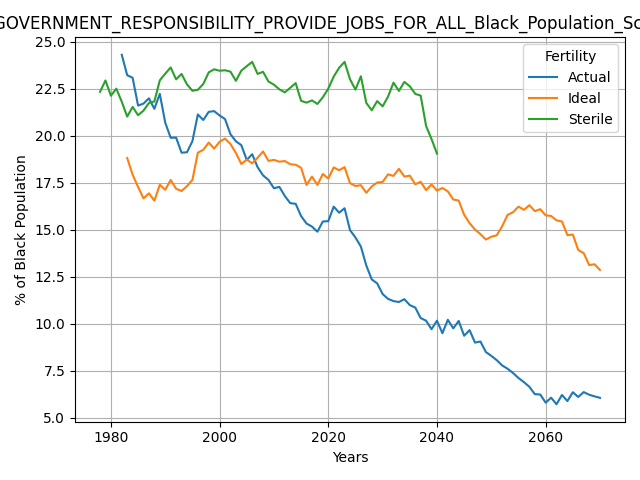 GOVERNMENT_RESPONSIBILITY_PROVIDE_JOBS_FOR_ALL_Black_Population_Sc
Fertility
Actual
Ideal
Sterile
% of Black Population
25.0
22.5
20.0
17.5
15.0
12.5
10.0
7.5
5.0
1980 2000 2020 2040 2060
Years